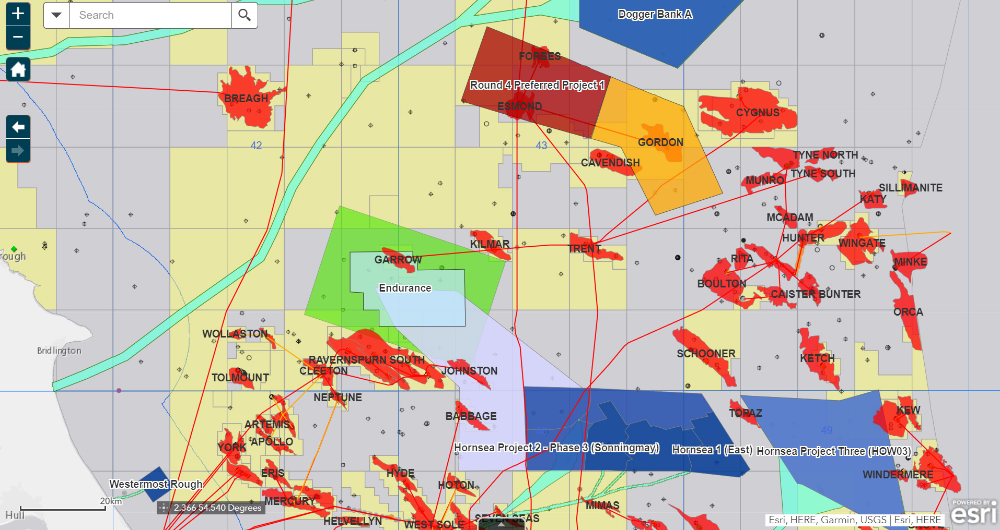 +
Search
Dogger Bank A
−
FORBES
Round 4 Preferred Project 1
BREAGH
ESMOND
CYGNUS
42
43
GORDON
TYNE NORTH
CAVENDISH
TYNE SOUTH
MUNRO
SILLIMANITE
KATY
MCADAM
HUNTER
KILMAR
WINGATE
TRENT
rough
GARROW
RITA
MINKE
BOULTON
Endurance
CAISTER BUNTER
ORCA
WOLLASTON
Bridlington
SCHOONER
RAVERNSPURN SOUTH
KETCH
CLEETON
JOHNSTON
TOLMOUNT
NEPTUNE
KEW
TOPAZ
BABBAGE
ARTEMIS
48
49
APOLLO
YORK
Hornsea Project 2 - Phase 3 (Sonningmay)
Hornsea 1 (East)
Hornsea Project Three (HOW03)
ERIS
HYDE
WINDERMERE
Westermost Rough
HOTON
20km
MERCURY
MIMAS
2.366 54.540 Degrees
POWERED BY
esri
Hull
HELVELLYN
SEVEN SEAS
Esri, HERE, Garmin, USGS | Esri, HERE
WEST SOLE